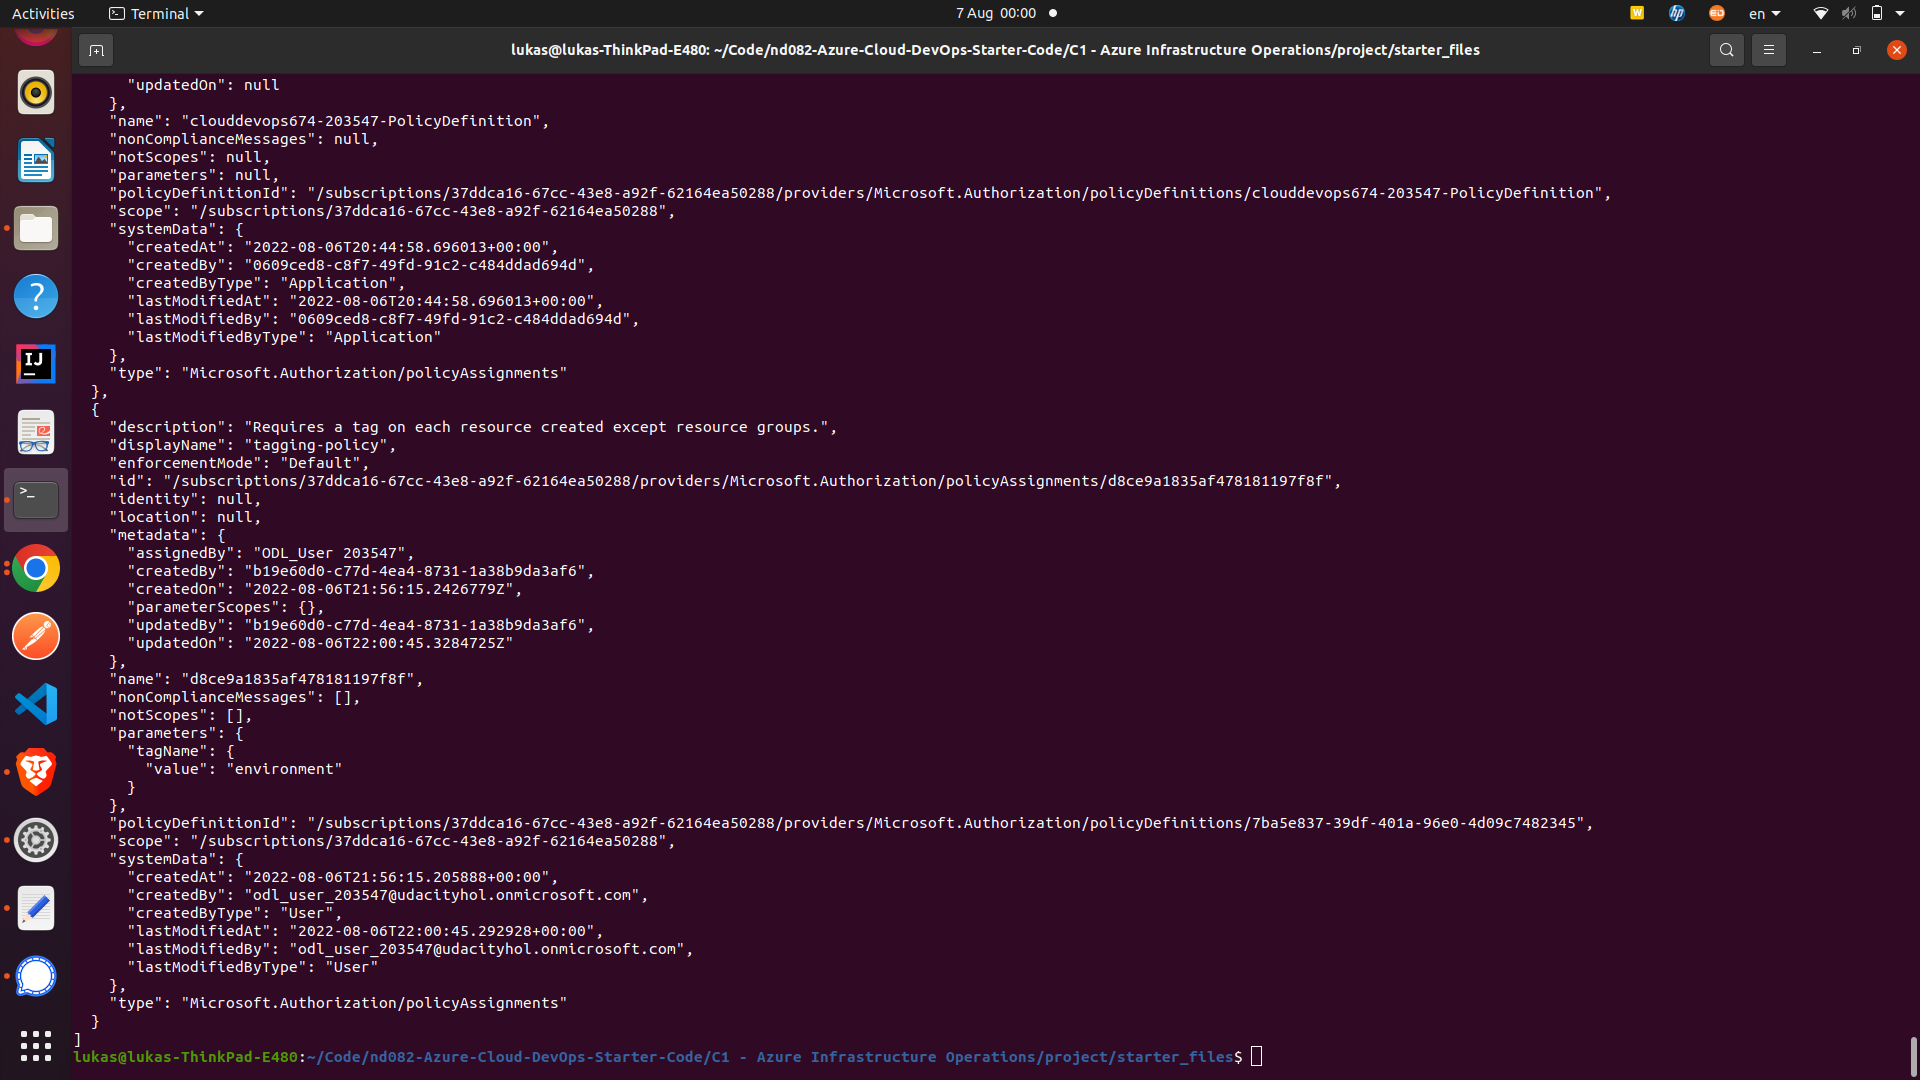 Activities
Terminal
7 Aug 00:00
W
hp
en
lukas@lukas-ThinkPad-E480: ~/Code/nd082-Azure-Cloud-DevOps-Starter-Code/C1 - Azure Infrastructure Operations/project/starter_files
      "updatedOn": null
    },
    "name": "clouddevops674-203547-PolicyDefinition",
    "nonComplianceMessages": null,
    "notScopes": null,
    "parameters": null,
    "policyDefinitionId": "/subscriptions/37ddca16-67cc-43e8-a92f-62164ea50288/providers/Microsoft.Authorization/policyDefinitions/clouddevops674-203547-PolicyDefinition",
    "scope": "/subscriptions/37ddca16-67cc-43e8-a92f-62164ea50288",
    "systemData": {
      "createdAt": "2022-08-06T20:44:58.696013+00:00",
      "createdBy": "0609ced8-c8f7-49fd-91c2-c484ddad694d",
      "createdByType": "Application",
      "lastModifiedAt": "2022-08-06T20:44:58.696013+00:00",
      "lastModifiedBy": "0609ced8-c8f7-49fd-91c2-c484ddad694d",
      "lastModifiedByType": "Application"
    },
    "type": "Microsoft.Authorization/policyAssignments"
  },
  {
    "description": "Requires a tag on each resource created except resource groups.",
    "displayName": "tagging-policy",
    "enforcementMode": "Default",
    "id": "/subscriptions/37ddca16-67cc-43e8-a92f-62164ea50288/providers/Microsoft.Authorization/policyAssignments/d8ce9a1835af478181197f8f",
    "identity": null,
    "location": null,
    "metadata": {
      "assignedBy": "ODL_User 203547",
      "createdBy": "b19e60d0-c77d-4ea4-8731-1a38b9da3af6",
      "createdOn": "2022-08-06T21:56:15.2426779Z",
      "parameterScopes": {},
      "updatedBy": "b19e60d0-c77d-4ea4-8731-1a38b9da3af6",
      "updatedOn": "2022-08-06T22:00:45.3284725Z"
    },
    "name": "d8ce9a1835af478181197f8f",
    "nonComplianceMessages": [],
    "notScopes": [],
    "parameters": {
      "tagName": {
        "value": "environment"
      }
    },
    "policyDefinitionId": "/subscriptions/37ddca16-67cc-43e8-a92f-62164ea50288/providers/Microsoft.Authorization/policyDefinitions/7ba5e837-39df-401a-96e0-4d09c7482345",
    "scope": "/subscriptions/37ddca16-67cc-43e8-a92f-62164ea50288",
    "systemData": {
      "createdAt": "2022-08-06T21:56:15.205888+00:00",
      "createdBy": "odl_user_203547@udacityhol.onmicrosoft.com",
      "createdByType": "User",
      "lastModifiedAt": "2022-08-06T22:00:45.292928+00:00",
      "lastModifiedBy": "odl_user_203547@udacityhol.onmicrosoft.com",
      "lastModifiedByType": "User"
    },
    "type": "Microsoft.Authorization/policyAssignments"
  }
]
lukas@lukas-ThinkPad-E480:~/Code/nd082-Azure-Cloud-DevOps-Starter-Code/C1 - Azure Infrastructure Operations/project/starter_files$
IJ
>_